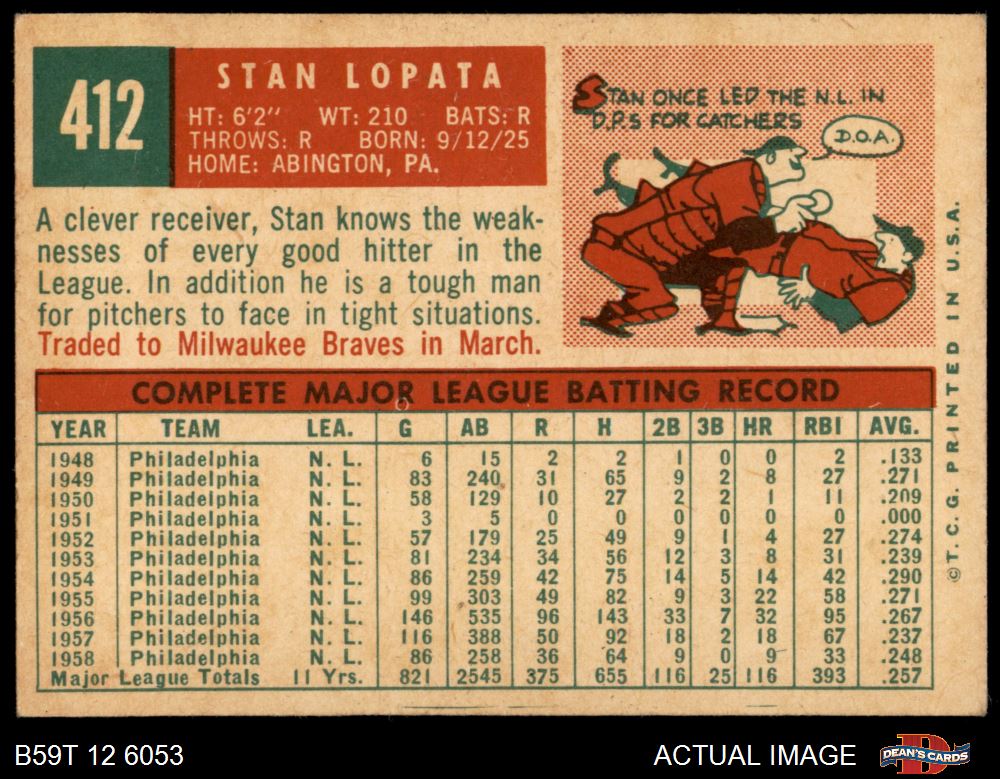 412
STAN LOPATA
HT: 6'2" WT: 210 BATS: R
THROWS: R BORN: 9/12/25
HOME: ABINGTON, PA.
STAN ONCE LED THE N.L. IN
D.P.S FOR CATCHERS
D.O.A.
A clever receiver, Stan knows the weak-
nesses of every good hitter in the
League. In addition he is a tough man
for pitchers to face in tight situations.
Traded to Milwaukee Braves in March.
COMPLETE MAJOR LEAGUE BATTING RECORD
YEAR TEAM LEA. G AB R H 2B 3B HR RBI AVG.
1948 Philadelphia N. L. 6 15 2 2 1 0 0 2 .133
1949 Philadelphia N. L. 83 240 31 65 9 2 8 27 .271
1950 Philadelphia N. L. 58 129 10 27 2 2 1 11 .209
1951 Philadelphia N. L. 3 5 0 0 0 0 0 0 .000
1952 Philadelphia N. L. 57 179 25 49 9 1 4 27 .274
1953 Philadelphia N. L. 81 234 34 56 12 3 8 31 .239
1954 Philadelphia N. L. 86 259 42 75 14 5 14 42 .290
1955 Philadelphia N. L. 99 303 49 82 9 3 22 58 .271
1956 Philadelphia N. L. 146 535 96 143 33 7 32 95 .267
1957 Philadelphia N. L. 116 388 50 92 18 2 18 67 .237
1958 Philadelphia N. L. 86 258 36 64 9 0 9 33 .248
Major League Totals 11 Yrs. 821 2545 375 655 116 25 116 393 .257
©T. C. G. PRINTED IN U.S.A.
B59T 12 6053 ACTUAL IMAGE
DEAN'S CARDS